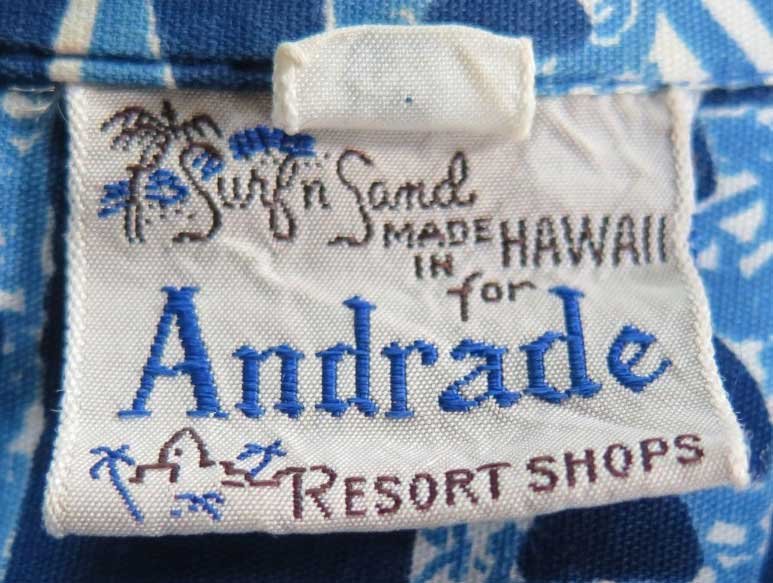 Surf n Sand
MADE IN HAWAII
for
Andrade
RESORT SHOPS